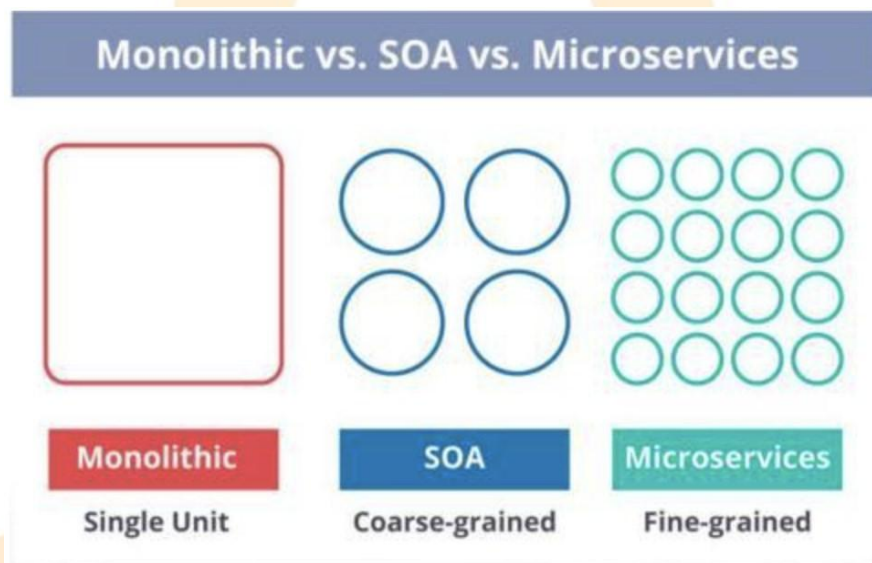 Monolithic vs. SOA vs. Microservices
Monolithic
SOA
Microservices
Single Unit
Coarse-grained
Fine-grained